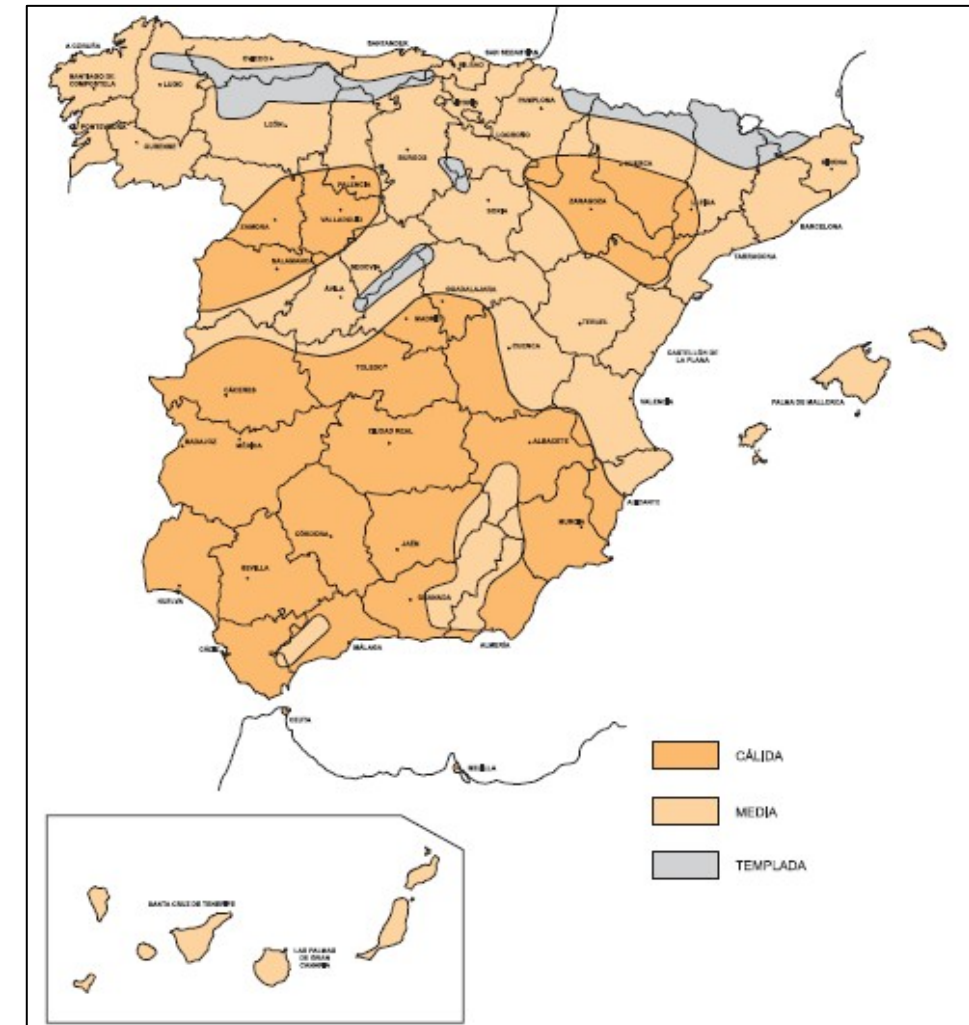 A CORUÑA
SANTANDER
SAN SEBASTIÁN
OVIEDO
BILBAO
SANTIAGO DE
COMPOSTELA
LUGO
VITORIA
PAMPLONA
PONTEVEDRA
LEÓN
LOGROÑO
OURENSE
BURGOS
HUESCA
GIRONA
PALENCIA
ZARAGOZA
LLEIDA
VALLADOLID
SORIA
ZAMORA
BARCELONA
SALAMANCA
SEGOVIA
TARRAGONA
ÁVILA
GUADALAJARA
MADRID
TERUEL
CUENCA
CASTELLÓN DE
LA PLANA
TOLEDO
CÁCERES
VALENCIA
PALMA DE MALLORCA
BADAJOZ
MÉRIDA
CIUDAD REAL
ALBACETE
ALICANTE
MURCIA
CÓRDOBA
JAÉN
SEVILLA
HUELVA
GRANADA
CÁDIZ
MÁLAGA
ALMERÍA
CEUTA
MELILLA
CÁLIDA
MEDIA
TEMPLADA
SANTA CRUZ DE TENERIFE
LAS PALMAS
DE GRAN
CANARIA